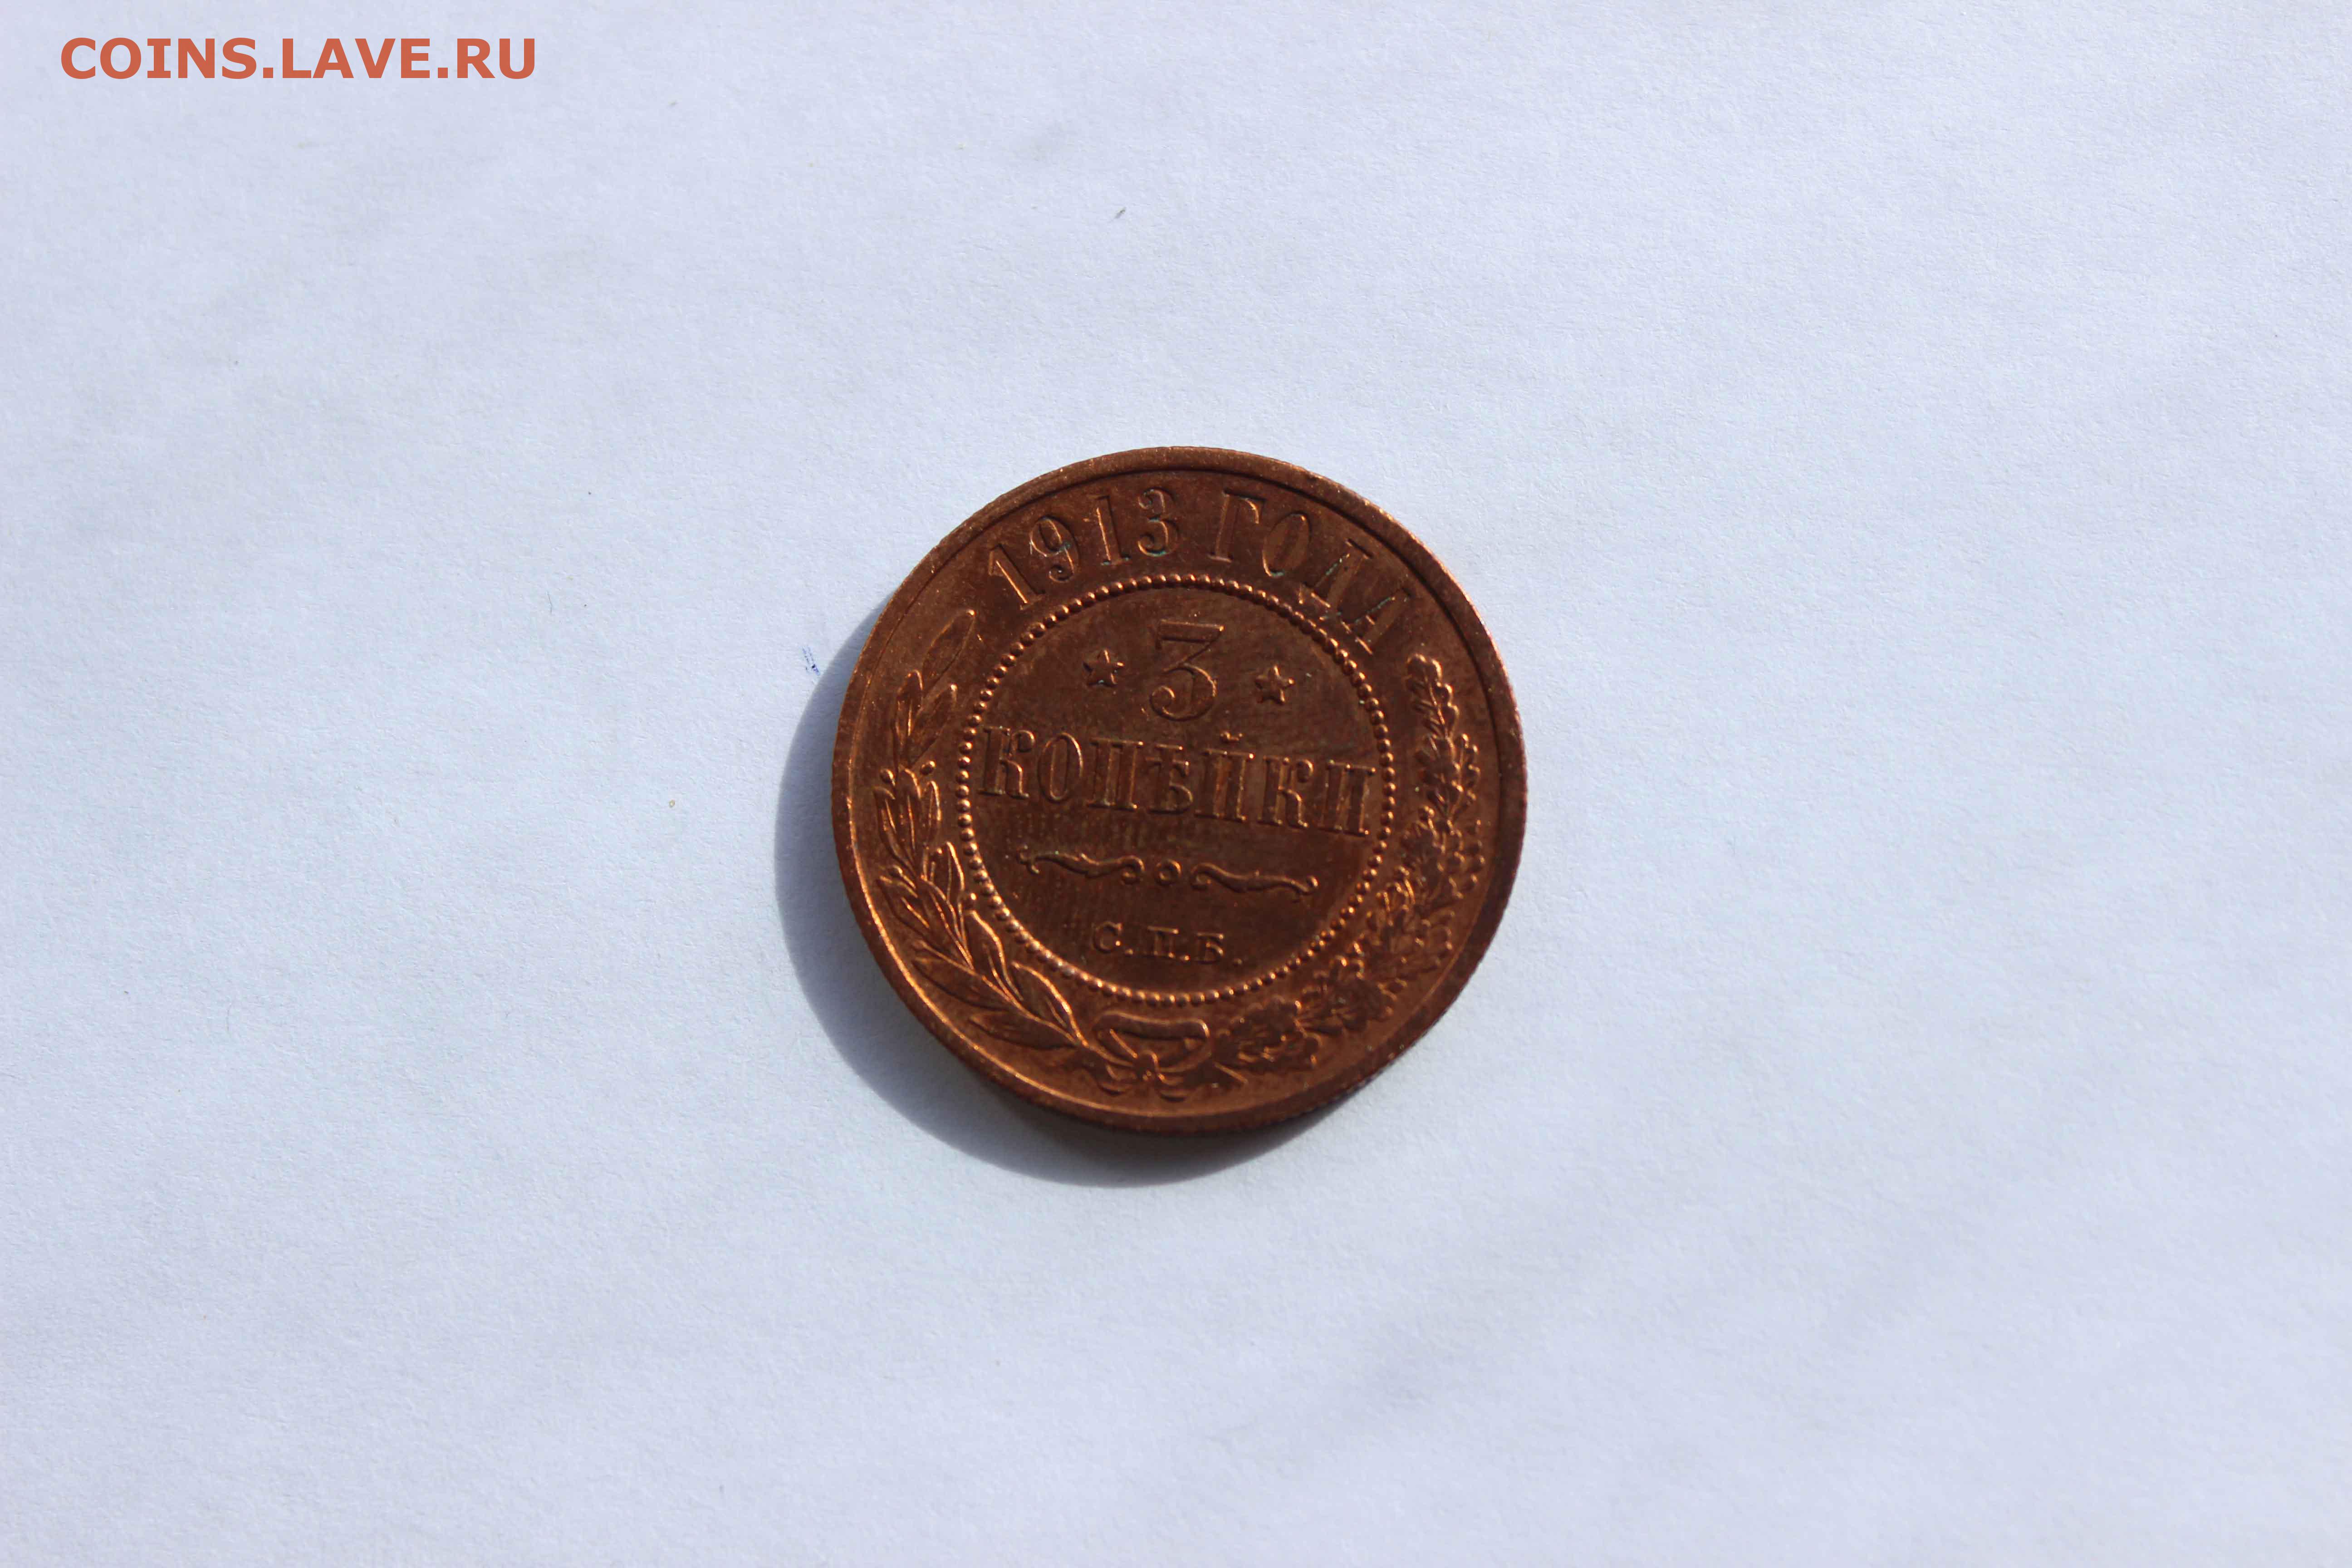 COINS.LAVE.RU
1913 ГОДА
3
КОПѢЙКИ
С.П.Б.